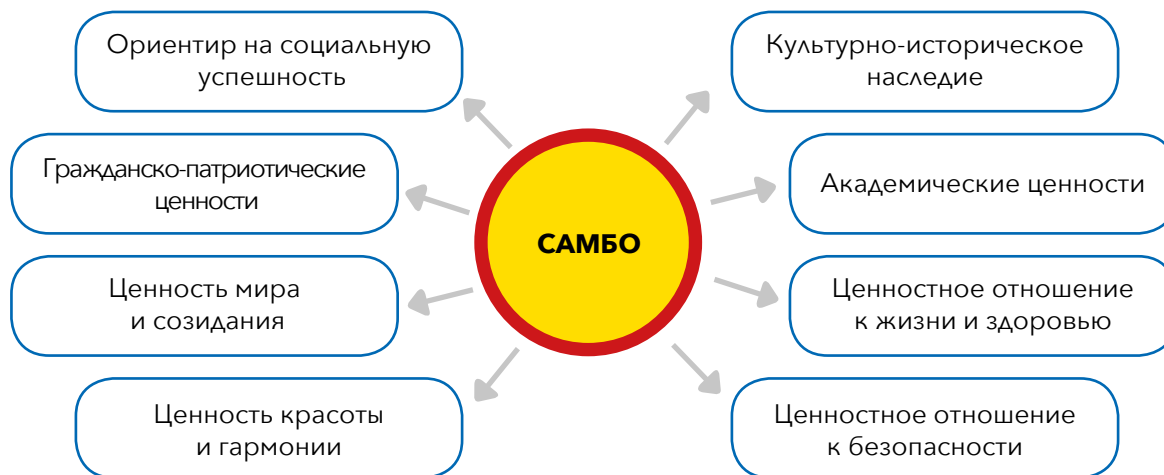 Ориентир на социальную
успешность
Культурно-историческое
наследие
Гражданско-патриотические
ценности
Академические ценности
САМБО
Ценность мира
и созидания
Ценностное отношение
к жизни и здоровью
Ценность красоты
и гармонии
Ценностное отношение
к безопасности